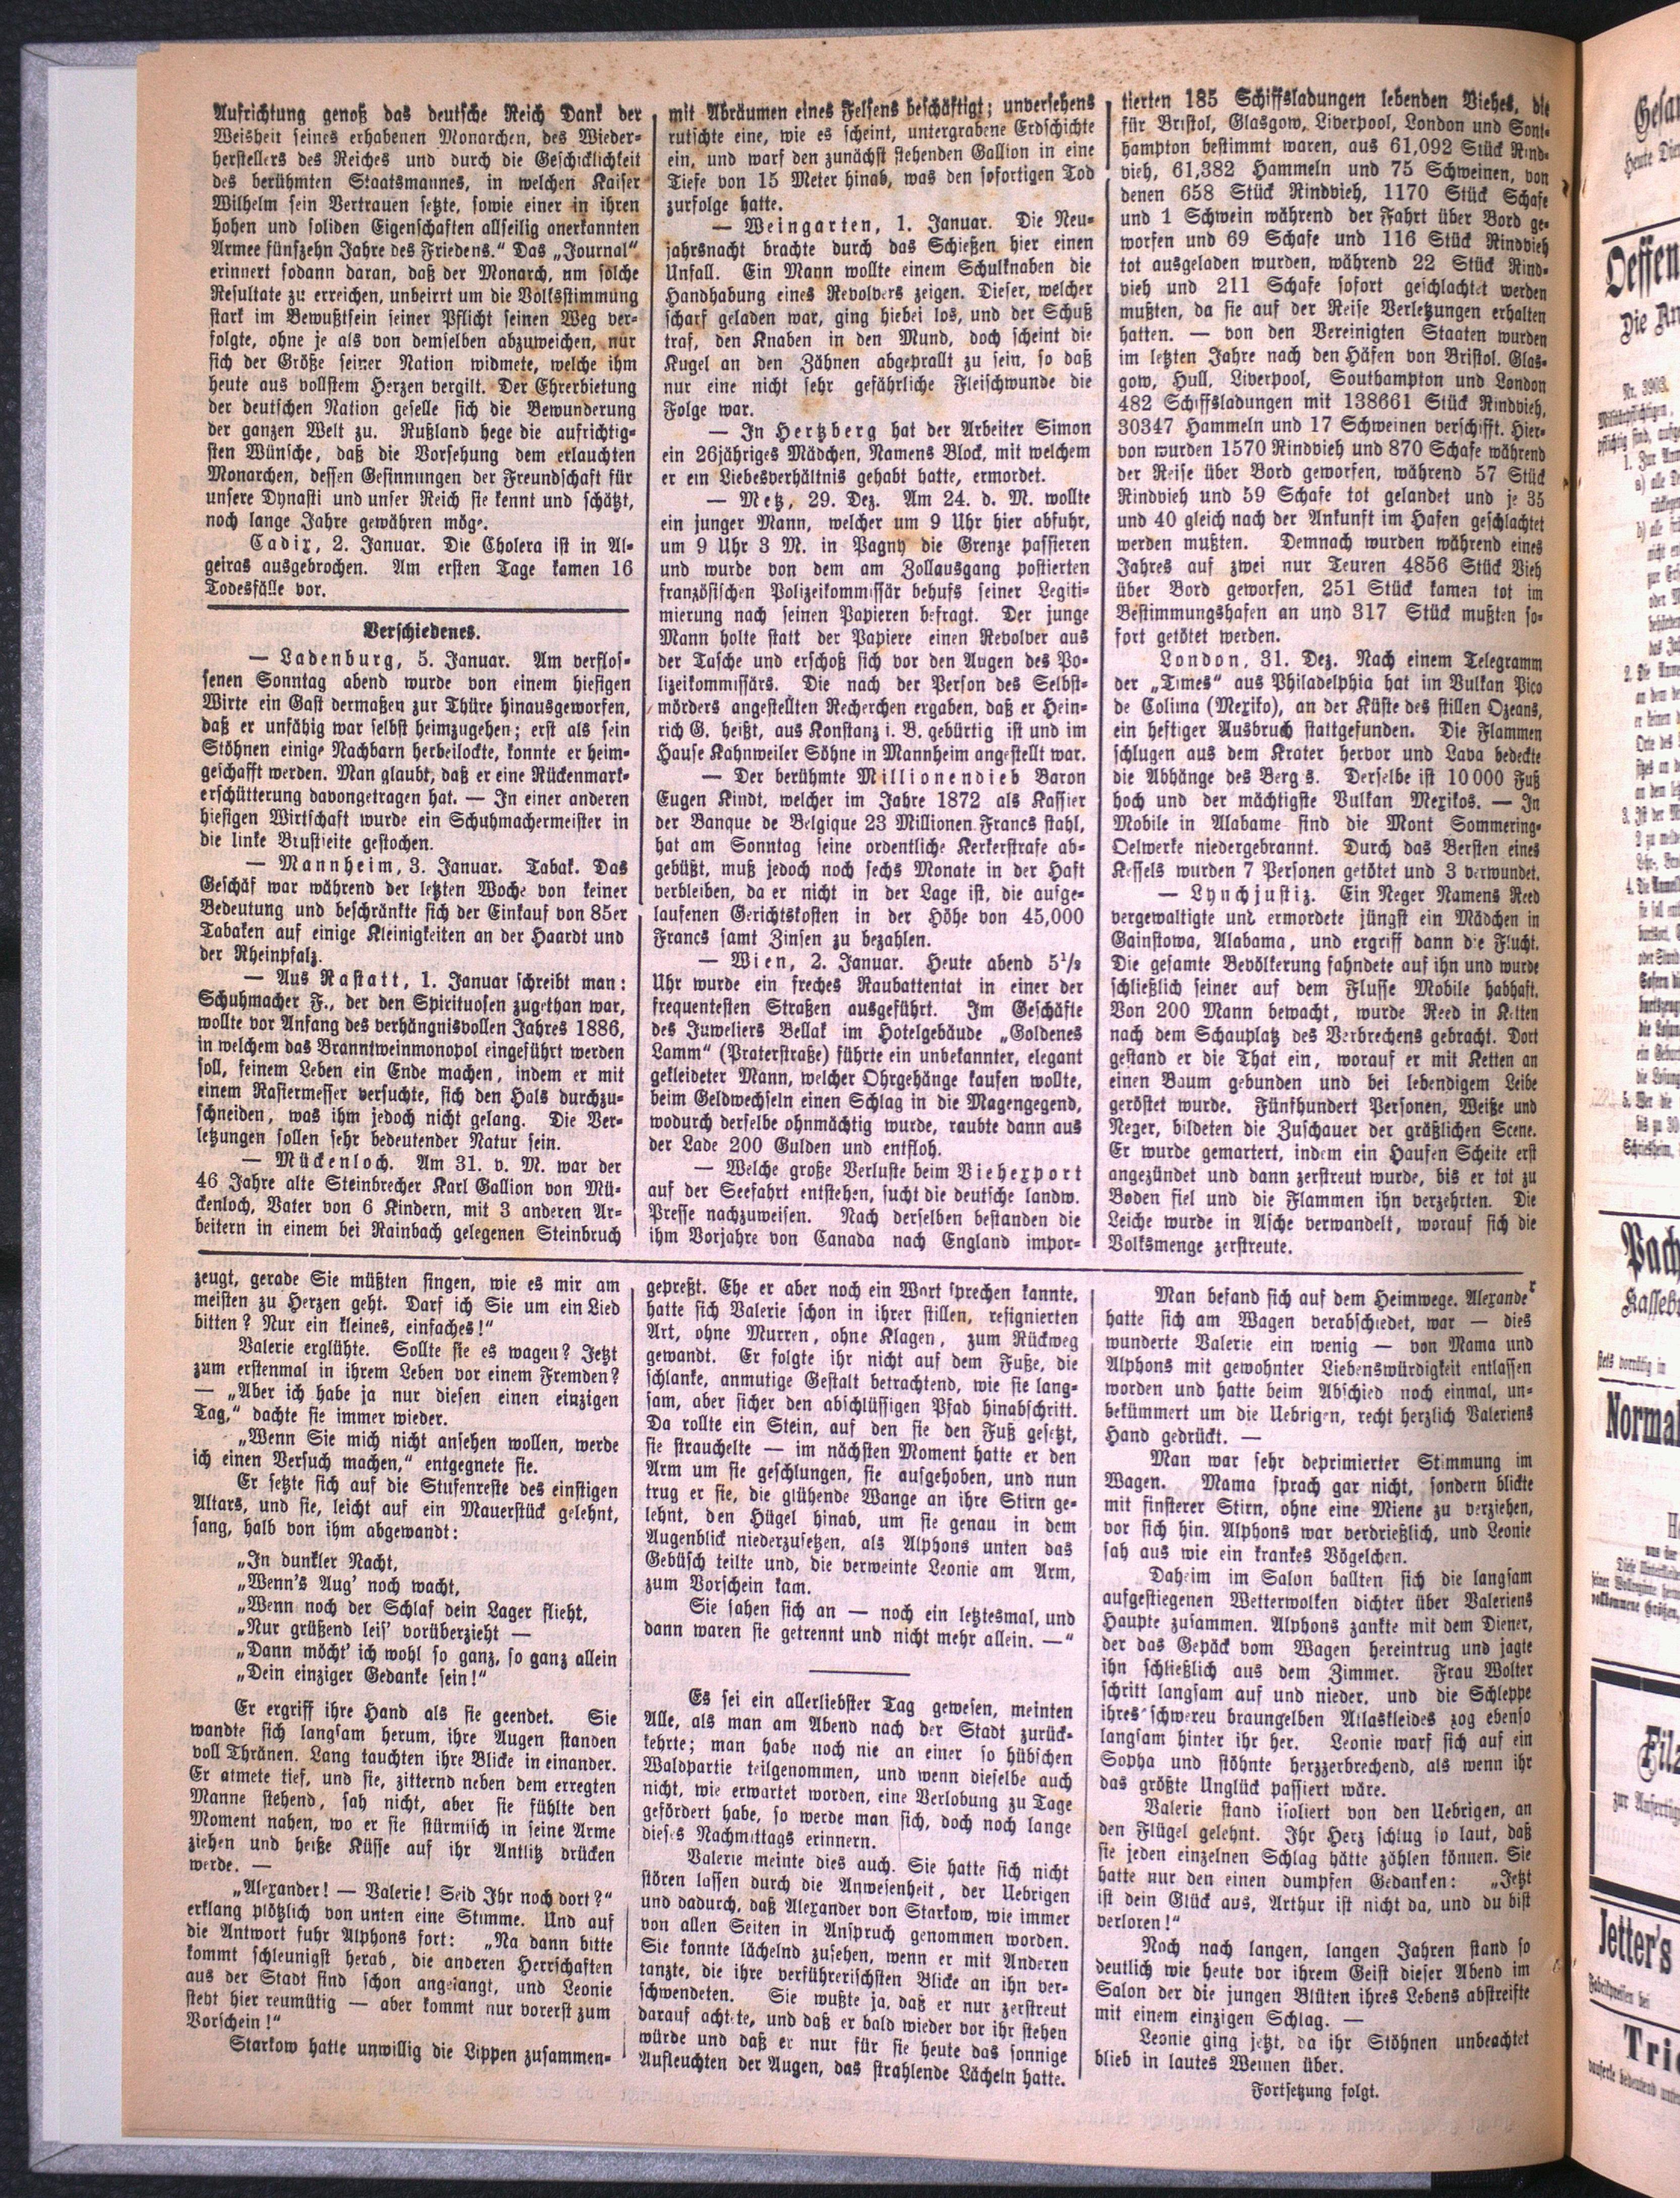 Aufrichtung genoß das deutsche Reich Dank der
Weisheit seines erhabenen Monarchen, des Wieder-
herstellers des Reiches und durch die Geschicklichkeit
des berühmten Staatsmannes, in welchen Kaiser
Wilhelm sein Vertrauen setzte, sowie einer in ihren
hohen und soliden Eigenschaften allseilig anerkannten
Armee fünfzehn Jahre des Friedens.“ Das „Journal“
erinnert sodann daran, daß der Monarch, um solche
Resultate zu erreichen, unbeirrt um die Volksstimmung
stark im Bewußtsein seiner Pflicht seinen Weg ver-
folgte, ohne je als von demselben abzuweichen, nur
sich der Größe seiner Nation widmete, welche ihm
heute aus vollstem Herzen vergilt. Der Ehrerbietung
der deutschen Nation geselle sich die Bewunderung
der ganzen Welt zu. Rußland hege die aufrichtig-
sten Wünsche, daß die Vorsehung dem erlauchten
Monarchen, dessen Gesinnungen der Freundschaft für
unsere Dynasti und unser Reich sie kennt und schätzt,
noch lange Jahre gewähren möge.
Cadix, 2. Januar. Die Cholera ist in Al-
geiras ausgebrochen. Am ersten Tage kamen 16
Todesfälle vor.
Verschiedenes.
— Ladenburg, 5. Januar. Am verflos-
senen Sonntag abend wurde von einem hiesigen
Wirte ein Gast dermaßen zur Thüre hinausgeworfen,
daß er unfähig war selbst heimzugehen; erst als sein
Stöhnen einige Nachbarn herbeilockte, konnte er heim-
geschafft werden. Man glaubt, daß er eine Rückenmark-
erschütterung davongetragen hat. — In einer anderen
hiesigen Wirtschaft wurde ein Schuhmachermeister in
die linke Brustseite gestochen.
— Mannheim, 3. Januar. Tabak. Das
Geschäf war während der letzten Woche von keiner
Bedeutung und beschränkte sich der Einkauf von 85er
Tabaken auf einige Kleinigkeiten an der Haardt und
der Rheinpfalz.
— Aus Rastatt, 1. Januar schreibt man:
Schuhmacher F., der den Spirituosen zugethan war,
wollte vor Anfang des verhängnisvollen Jahres 1886,
in welchem das Branntweinmonopol eingeführt werden
soll, seinem Leben ein Ende machen, indem er mit
einem Rasiermesser versuchte, sich den Hals durchzu-
schneiden, was ihm jedoch nicht gelang. Die Ver-
letzungen sollen sehr bedeutender Natur sein.
— Mückenloch. Am 31. v. M. war der
46 Jahre alte Steinbrecher Karl Gallion von Mü-
ckenloch, Vater von 6 Kindern, mit 3 anderen Ar-
beitern in einem bei Rainbach gelegenen Steinbruch
mit Abräumen eines Felsens beschäftigt; unversehens
rutschte eine, wie es scheint, untergrabene Erdschichte
ein, und warf den zunächst stehenden Gallion in eine
Tiefe von 15 Meter hinab, was den sofortigen Tod
zurfolge hatte.
— Weingarten, 1. Januar. Die Neu-
jahrsnacht brachte durch das Schießen hier einen
Unfall. Ein Mann wollte einem Schulknaben die
Handhabung eines Revolvers zeigen. Dieser, welcher
scharf geladen war, ging hiebei los, und der Schuß
traf, den Knaben in den Mund, doch scheint die
Kugel an den Zähnen abgeprallt zu sein, so daß
nur eine nicht sehr gefährliche Fleischwunde die
Folge war.
— In Hertzberg hat der Arbeiter Simon
ein 26jähriges Mädchen, Namens Block, mit welchem
er ein Liebesverhältnis gehabt hatte, ermordet.
— Metz, 29. Dez. Am 24. d. M. wollte
ein junger Mann, welcher um 9 Uhr hier abfuhr,
um 9 Uhr 3 M. in Pagny die Grenze passieren
und wurde von dem am Zollausgang postierten
französischen Polizeikommissär behufs seiner Legiti-
mierung nach seinen Papieren befragt. Der junge
Mann holte statt der Papiere einen Revolver aus
der Tasche und erschoß sich vor den Augen des Po-
lizeikommissärs. Die nach der Person des Selbst-
mörders angestellten Recherchen ergaben, daß er Hein-
rich G. heißt, aus Konstanz i. B. gebürtig ist und im
Hause Kahnweiler Söhne in Mannheim angestellt war.
— Der berühmte Millionendieb Baron
Eugen Kindt, welcher im Jahre 1872 als Kassier
der Banque de Belgique 23 Millionen Francs stahl,
hat am Sonntag seine ordentliche Kerkerstrafe ab-
gebüßt, muß jedoch noch sechs Monate in der Haft
verbleiben, da er nicht in der Lage ist, die aufge-
laufenen Gerichtskosten in der Höhe von 45,000
Francs samt Zinsen zu bezahlen.
— Wien, 2. Januar. Heute abend 5½
Uhr wurde ein freches Raubattentat in einer der
frequentesten Straßen ausgeführt. Im Geschäfte
des Juweliers Bellak im Hotelgebäude „Goldenes
Lamm“ (Praterstraße) führte ein unbekannter, elegant
gekleideter Mann, welcher Ohrgehänge kaufen wollte,
beim Geldwechseln einen Schlag in die Magengegend,
wodurch derselbe ohnmächtig wurde, raubte dann aus
der Lade 200 Gulden und entfloh.
— Welche große Verluste beim Viehexport
auf der Seefahrt entstehen, sucht die deutsche landw.
Presse nachzuweisen. Nach derselben bestanden die
ihm Vorjahre von Canada nach England impor-
tierten 185 Schiffsladungen lebenden Viehes, die
für Bristol, Glasgow, Liverpool, London und Sont-
hampton bestimmt waren, aus 61,092 Stück Rind-
vieh, 61,382 Hammeln und 75 Schweinen, von
denen 658 Stück Rindvieh, 1170 Stück Schafe
und 1 Schwein während der Fahrt über Bord ge-
worfen und 69 Schafe und 116 Stück Rindvieh
tot ausgeladen wurden, während 22 Stück Rind-
vieh und 211 Schafe sofort geschlachtet werden
mußten, da sie auf der Reise Verletzungen erhalten
hatten. — von den Vereinigten Staaten wurden
im letzten Jahre nach den Häfen von Bristol. Glas-
gow, Hull, Liverpool, Southampton und London
482 Schiffsladungen mit 138661 Stück Rindvieh,
30347 Hammeln und 17 Schweinen verschifft. Hier-
von wurden 1570 Rindvieh und 870 Schafe während
der Reise über Bord geworfen, während 57 Stück
Rindvieh und 59 Schafe tot gelandet und je 35
und 40 gleich nach der Ankunft im Hafen geschlachtet
werden mußten. Demnach wurden während eines
Jahres auf zwei nur Teuren 4856 Stück Vieh
über Bord geworfen, 251 Stück kamen tot im
Bestimmungshafen an und 317 Stück mußten so-
fort getötet werden.
London, 31. Dez. Nach einem Telegramm
der „Times“ aus Philadelphia hat im Vulkan Pico
de Colima (Mexiko), an der Küste des stillen Ozeans,
ein heftiger Ausbruch stattgefunden. Die Flammen
schlugen aus dem Krater hervor und Lava bedeckte
die Abhänge des Berg s. Derselbe ist 10000 Fuß
hoch und der mächtigste Vulkan Mexikos. — In
Mobile in Alabame sind die Mont Sommering-
Oelwerke niedergebrannt. Durch das Bersten eines
Kessels wurden 7 Personen getötet und 3 verwundet.
— Lynchjustiz. Ein Neger Namens Reed
vergewaltigte und ermordete jüngst ein Mädchen in
Gainstowa, Alabama, und ergriff dann die Flucht.
Die gesamte Bevölkerung fahndete auf ihn und wurde
schließlich seiner auf dem Flusse Mobile habhaft.
Von 200 Mann bewacht, wurde Reed in Ketten
nach dem Schauplatz des Verbrechens gebracht. Dort
gestand er die That ein, worauf er mit Ketten an
einen Baum gebunden und bei lebendigem Leibe
geröstet wurde. Fünfhundert Personen, Weiße und
Neger, bildeten die Zuschauer der gräßlichen Scene.
Er wurde gemartert, indem ein Haufen Scheite erst
angezündet und dann zerstreut wurde, bis er tot zu
Boden fiel und die Flammen ihn verzehrten. Die
Leiche wurde in Asche verwandelt, worauf sich die
Volksmenge zerstreute.
zeugt, gerade Sie müßten singen, wie es mir am
meisten zu Herzen geht. Darf ich Sie um ein Lied
bitten? Nur ein kleines, einfaches!“
Valerie erglühte. Sollte sie es wagen? Jetzt
zum erstenmal in ihrem Leben vor einem Fremden?
— „Aber ich habe ja nur diesen einen einzigen
Tag,“ dachte sie immer wieder.
„Wenn Sie mich nicht ansehen wollen, werde
ich einen Versuch machen,“ entgegnete sie.
Er setzte sich auf die Stufenreste des einstigen
Altars, und sie, leicht auf ein Mauerstück gelehnt,
sang, halb von ihm abgewandt:
„In dunkler Nacht,
„Wenn's Aug' noch wacht,
„Wenn noch der Schlaf dein Lager flieht,
„Nur grüßend leis' vorüberzieht —
„Dann möcht' ich wohl so ganz, so ganz allein
„Dein einziger Gedanke sein!“
Er ergriff ihre Hand als sie geendet. Sie
wandte sich langsam herum, ihre Augen standen
voll Thränen. Lang tauchten ihre Blicke in einander.
Er atmete tief, und sie, zitternd neben dem erregten
Manne stehend, sah nicht, aber sie fühlte den
Moment nahen, wo er sie stürmisch in seine Arme
ziehen und heiße Küsse auf ihr Antlitz drücken
werde. —
„Alexander! — Valerie! Seid Ihr noch dort?“
erklang plötzlich von unten eine Stimme. Und auf
die Antwort fuhr Alphons fort: „Na dann bitte
kommt schleunigst herab, die anderen Herrschaften
aus der Stadt sind schon angelangt, und Leonie
steht hier reumütig — aber kommt nur vorerst zum
Vorschein!“
Starkow hatte unwillig die Lippen zusammen-
gepreßt. Ehe er aber noch ein Wort sprechen kannte,
hatte sich Valerie schon in ihrer stillen, resignierten
Art, ohne Murren, ohne Klagen, zum Rückweg
gewandt. Er folgte ihr nicht auf dem Fuße, die
schlanke, anmutige Gestalt betrachtend, wie sie lang-
sam, aber sicher den abschlüssigen Pfad hinabschritt.
Da rollte ein Stein, auf den sie den Fuß gesetzt,
sie strauchelte — im nächsten Moment hatte er den
Arm um sie geschlungen, sie aufgehoben, und nun
trug er sie, die glühende Wange an ihre Stirn ge-
lehnt, den Hügel hinab, um sie genau in dem
Augenblick niederzusetzen, als Alphons unten das
Gebüsch teilte und, die verweinte Leonie am Arm,
zum Vorschein kam.
Sie sahen sich an — noch ein letztesmal, und
dann waren sie getrennt und nicht mehr allein. —“
Es sei ein allerliebster Tag gewesen, meinten
Alle, als man am Abend nach der Stadt zurück-
kehrte; man habe noch nie an einer so hübschen
Waldpartie teilgenommen, und wenn dieselbe auch
nicht, wie erwartet worden, eine Verlobung zu Tage
gefördert habe, so werde man sich, doch noch lange
dieses Nachmittags erinnern.
Valerie meinte dies auch. Sie hatte sich nicht
stören lassen durch die Anwesenheit, der Uebrigen
und dadurch, daß Alexander von Starkow, wie immer
von allen Seiten in Anspruch genommen worden.
Sie konnte lächelnd zusehen, wenn er mit Anderen
tanzte, die ihre verführerischsten Blicke an ihn ver-
schwendeten. Sie wußte ja, daß er nur zerstreut
darauf achtete, und daß er bald wieder vor ihr stehen
würde und daß er nur für sie heute das sonnige
Aufleuchten der Augen, das strahlende Lächeln hatte.
Man befand sich auf dem Heimwege. Alexander
hatte sich am Wagen verabschiedet, war — dies
wunderte Valerie ein wenig — von Mama und
Alphons mit gewohnter Liebenswürdigkeit entlassen
worden und hatte beim Abschied noch einmal, un-
bekümmert um die Uebrigen, recht herzlich Valeriens
Hand gedrückt. —
Man war sehr deprimierter Stimmung im
Wagen. Mama sprach gar nicht, sondern blickte
mit finsterer Stirn, ohne eine Miene zu verziehen,
vor sich hin. Alphons war verdrießlich, und Leonie
sah aus wie ein krankes Vögelchen.
Daheim im Salon ballten sich die langsam
aufgestiegenen Wetterwolken dichter über Valeriens
Haupte zusammen. Alphons zankte mit dem Diener,
der das Gepäck vom Wagen hereintrug und jagte
ihn schließlich aus dem Zimmer. Frau Wolter
schritt langsam auf und nieder, und die Schleppe
ihres schwereu braungelben Atlaskleides zog ebenso
langsam hinter ihr her. Leonie warf sich auf ein
Sopha und stöhnte herzzerbrechend, als wenn ihr
das größte Unglück passiert wäre.
Valerie stand isoliert von den Uebrigen, an
den Flügel gelehnt. Ihr Herz schlug so laut, daß
sie jeden einzelnen Schlag hätte zählen können. Sie
hatte nur den einen dumpfen Gedanken: „Jetzt
ist dein Glück aus, Arthur ist nicht da, und du bist
verloren!“
Noch nach langen, langen Jahren stand so
deutlich wie heute vor ihrem Geist dieser Abend im
Salon der die jungen Blüten ihres Lebens abstreifte
mit einem einzigen Schlag. —
Leonie ging jetzt, da ihr Stöhnen unbeachtet
blieb in lautes Weinen über.
Fortsetzung folgt.
Heute Die
Oeffen
Die An
Nr. 3903.
Pach
Normal
Filz
Jetter's